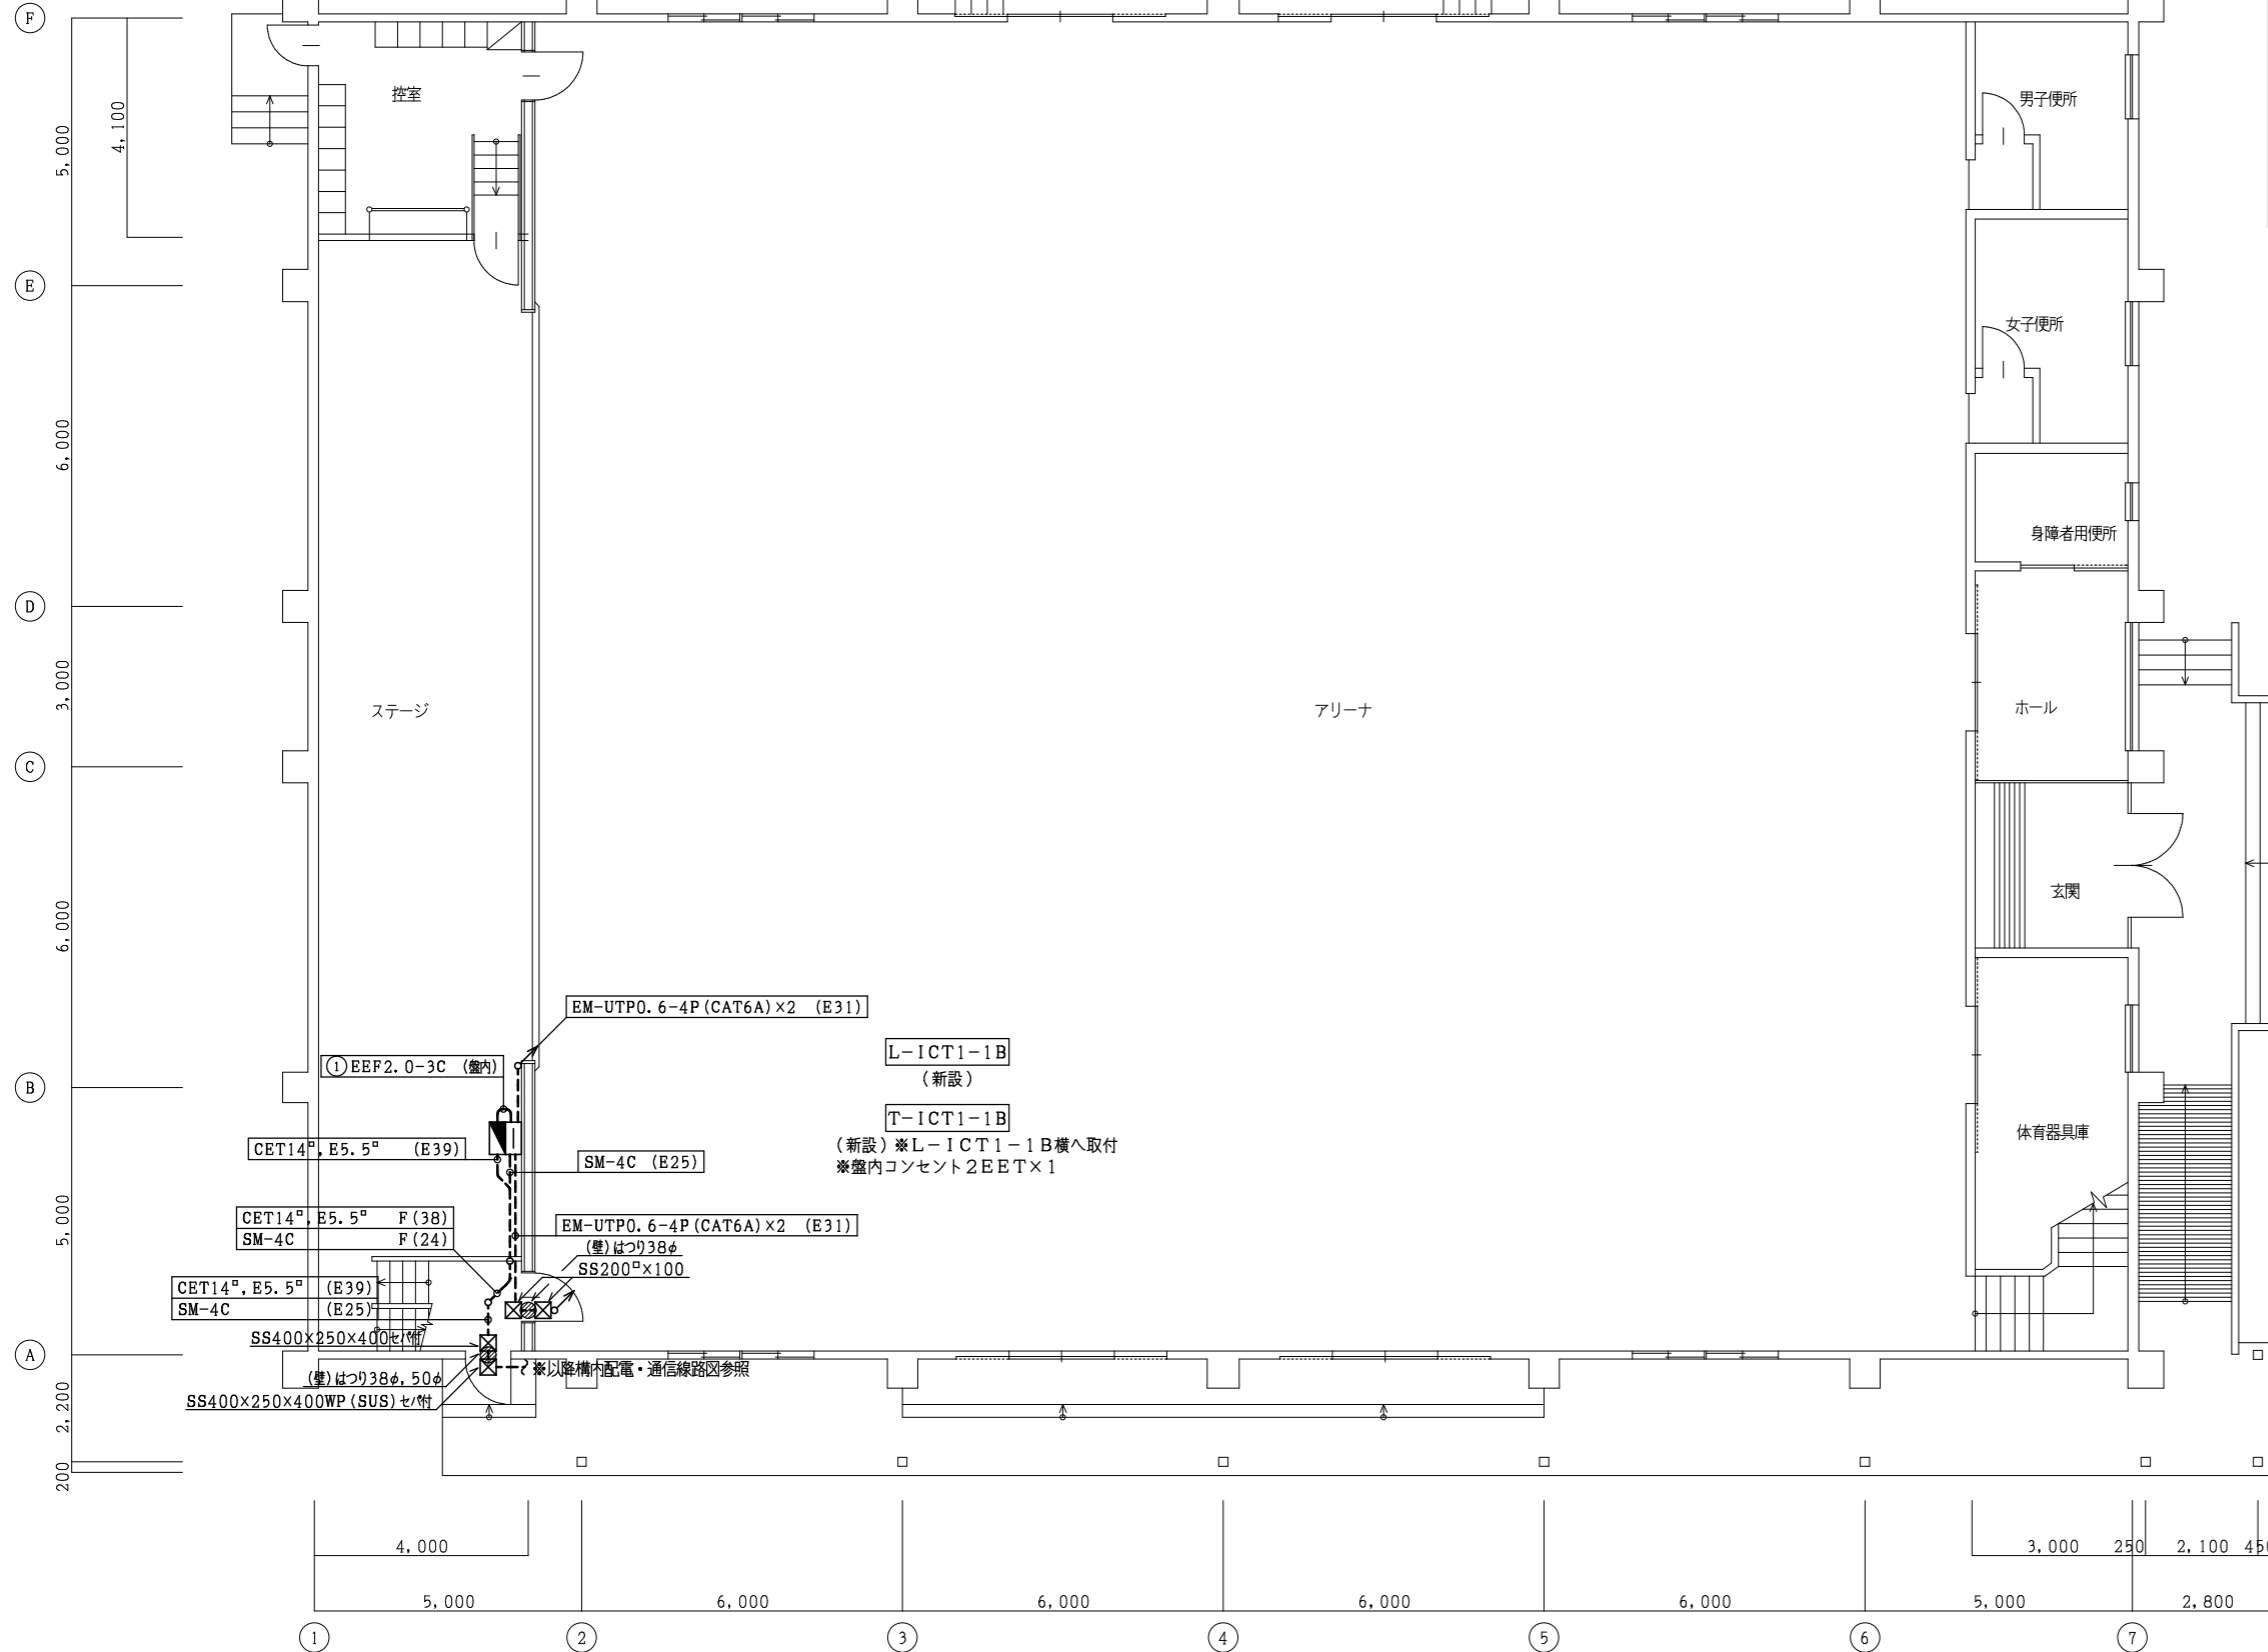 F
控室
男子便所
4,100
5,000
E
女子便所
6,000
身障者用便所
D
3,000
ステージ
アリーナ
ホール
C
玄関
6,000
EM-UTP0.6-4P(CAT6A)×2 (E31)
L-ICT1-1B
(新設)
①EEF2.0-3C (盤内)
B
T-ICT1-1B
(新設)※L-ICT1-1B横へ取付
※盤内コンセント2EET×1
体育器具庫
CET14□,E5.5□ (E39)
SM-4C (E25)
5,000
CET14□,E5.5□ F(38)
SM-4C F(24)
EM-UTP0.6-4P(CAT6A)×2 (E31)
(壁)はつり38φ
SS200□×100
CET14□,E5.5□ (E39)
SM-4C (E25)
SS400×250×400セパ付
A
※以降構内配電・通信線路図参照
(壁)はつり38φ,50φ
SS400×250×400WP(SUS)セパ付
2,200
200
4,000
3,000 250 2,100
5,000 6,000 6,000 6,000 6,000 5,000 2,800
1 2 3 4 5 6 7